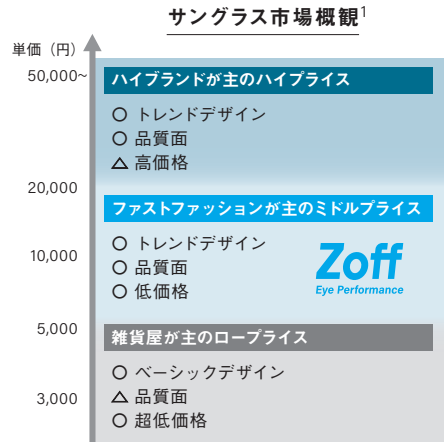 サングラス市場概観1
単価（円）
50,000~
ハイブランドが主のハイプライス
○ トレンドデザイン
○ 品質面
△ 高価格
20,000
ファストファッションが主のミドルプライス
10,000
○ トレンドデザイン
○ 品質面
○ 低価格
Zoff
Eye Performance
5,000
雑貨屋が主のロープライス
3,000
○ ベーシックデザイン
△ 品質面
○ 超低価格